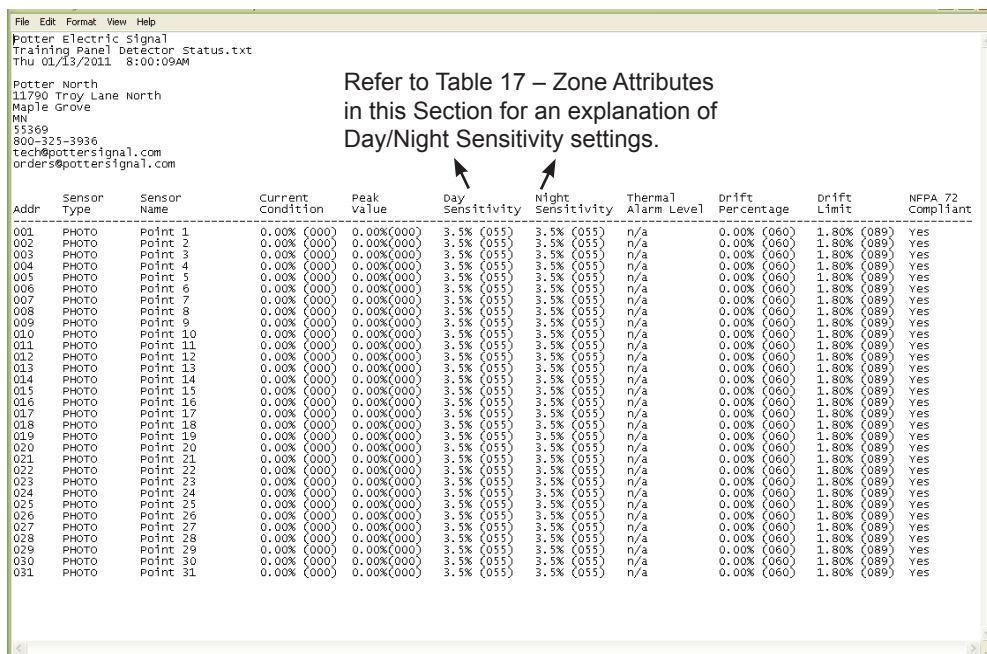 File Edit Format View Help
Potter Electric Signal
Training Panel Detector Status.txt
Thu 01/13/2011 8:00:09AM
Potter North
11790 Troy Lane North
Maple Grove
MN
55369
800-325-3936
tech@pottersignal.com
orders@pottersignal.com
Refer to Table 17 – Zone Attributes
in this Section for an explanation of
Day/Night Sensitivity settings.
Sensor Sensor Current Peak Day Night Thermal Drift Drift NFPA 72
Addr Type Name Condition Value Sensitivity Sensitivity Alarm Level Percentage Limit Compliant
001 PHOTO Point 1 0.00% (000) 0.00%(000) 3.5% (055) 3.5% (055) n/a 0.00% (060) 1.80% (089) Yes
002 PHOTO Point 2 0.00% (000) 0.00%(000) 3.5% (055) 3.5% (055) n/a 0.00% (060) 1.80% (089) Yes
003 PHOTO Point 3 0.00% (000) 0.00%(000) 3.5% (055) 3.5% (055) n/a 0.00% (060) 1.80% (089) Yes
004 PHOTO Point 4 0.00% (000) 0.00%(000) 3.5% (055) 3.5% (055) n/a 0.00% (060) 1.80% (089) Yes
005 PHOTO Point 5 0.00% (000) 0.00%(000) 3.5% (055) 3.5% (055) n/a 0.00% (060) 1.80% (089) Yes
006 PHOTO Point 6 0.00% (000) 0.00%(000) 3.5% (055) 3.5% (055) n/a 0.00% (060) 1.80% (089) Yes
007 PHOTO Point 7 0.00% (000) 0.00%(000) 3.5% (055) 3.5% (055) n/a 0.00% (060) 1.80% (089) Yes
008 PHOTO Point 8 0.00% (000) 0.00%(000) 3.5% (055) 3.5% (055) n/a 0.00% (060) 1.80% (089) Yes
009 PHOTO Point 9 0.00% (000) 0.00%(000) 3.5% (055) 3.5% (055) n/a 0.00% (060) 1.80% (089) Yes
010 PHOTO Point 10 0.00% (000) 0.00%(000) 3.5% (055) 3.5% (055) n/a 0.00% (060) 1.80% (089) Yes
011 PHOTO Point 11 0.00% (000) 0.00%(000) 3.5% (055) 3.5% (055) n/a 0.00% (060) 1.80% (089) Yes
012 PHOTO Point 12 0.00% (000) 0.00%(000) 3.5% (055) 3.5% (055) n/a 0.00% (060) 1.80% (089) Yes
013 PHOTO Point 13 0.00% (000) 0.00%(000) 3.5% (055) 3.5% (055) n/a 0.00% (060) 1.80% (089) Yes
014 PHOTO Point 14 0.00% (000) 0.00%(000) 3.5% (055) 3.5% (055) n/a 0.00% (060) 1.80% (089) Yes
015 PHOTO Point 15 0.00% (000) 0.00%(000) 3.5% (055) 3.5% (055) n/a 0.00% (060) 1.80% (089) Yes
016 PHOTO Point 16 0.00% (000) 0.00%(000) 3.5% (055) 3.5% (055) n/a 0.00% (060) 1.80% (089) Yes
017 PHOTO Point 17 0.00% (000) 0.00%(000) 3.5% (055) 3.5% (055) n/a 0.00% (060) 1.80% (089) Yes
018 PHOTO Point 18 0.00% (000) 0.00%(000) 3.5% (055) 3.5% (055) n/a 0.00% (060) 1.80% (089) Yes
019 PHOTO Point 19 0.00% (000) 0.00%(000) 3.5% (055) 3.5% (055) n/a 0.00% (060) 1.80% (089) Yes
020 PHOTO Point 20 0.00% (000) 0.00%(000) 3.5% (055) 3.5% (055) n/a 0.00% (060) 1.80% (089) Yes
021 PHOTO Point 21 0.00% (000) 0.00%(000) 3.5% (055) 3.5% (055) n/a 0.00% (060) 1.80% (089) Yes
022 PHOTO Point 22 0.00% (000) 0.00%(000) 3.5% (055) 3.5% (055) n/a 0.00% (060) 1.80% (089) Yes
023 PHOTO Point 23 0.00% (000) 0.00%(000) 3.5% (055) 3.5% (055) n/a 0.00% (060) 1.80% (089) Yes
024 PHOTO Point 24 0.00% (000) 0.00%(000) 3.5% (055) 3.5% (055) n/a 0.00% (060) 1.80% (089) Yes
025 PHOTO Point 25 0.00% (000) 0.00%(000) 3.5% (055) 3.5% (055) n/a 0.00% (060) 1.80% (089) Yes
026 PHOTO Point 26 0.00% (000) 0.00%(000) 3.5% (055) 3.5% (055) n/a 0.00% (060) 1.80% (089) Yes
027 PHOTO Point 27 0.00% (000) 0.00%(000) 3.5% (055) 3.5% (055) n/a 0.00% (060) 1.80% (089) Yes
028 PHOTO Point 28 0.00% (000) 0.00%(000) 3.5% (055) 3.5% (055) n/a 0.00% (060) 1.80% (089) Yes
029 PHOTO Point 29 0.00% (000) 0.00%(000) 3.5% (055) 3.5% (055) n/a 0.00% (060) 1.80% (089) Yes
030 PHOTO Point 30 0.00% (000) 0.00%(000) 3.5% (055) 3.5% (055) n/a 0.00% (060) 1.80% (089) Yes
031 PHOTO Point 31 0.00% (000) 0.00%(000) 3.5% (055) 3.5% (055) n/a 0.00% (060) 1.80% (089) Yes